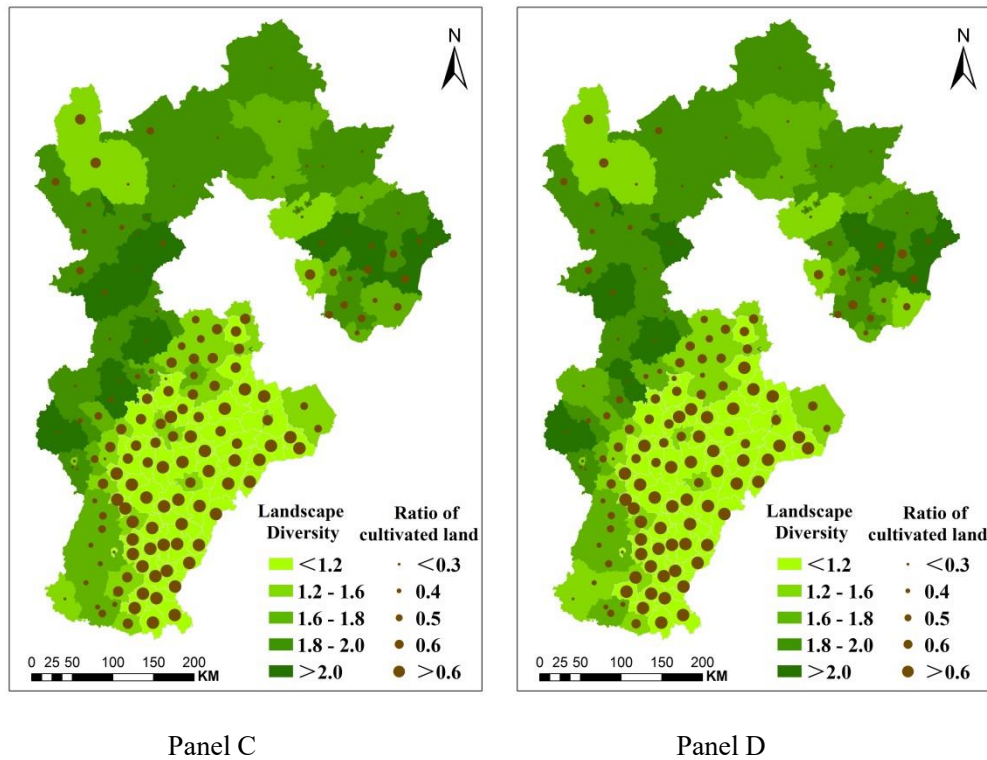 N
N
Landscape Diversity
Ratio of cultivated land
<1.2
<0.3
1.2 - 1.6
0.4
1.6 - 1.8
0.5
1.8 - 2.0
0.6
>2.0
>0.6
0 25 50 100 150 200
KM
Landscape Diversity
Ratio of cultivated land
<1.2
<0.3
1.2 - 1.6
0.4
1.6 - 1.8
0.5
1.8 - 2.0
0.6
>2.0
>0.6
0 25 50 100 150 200
KM
Panel C
Panel D